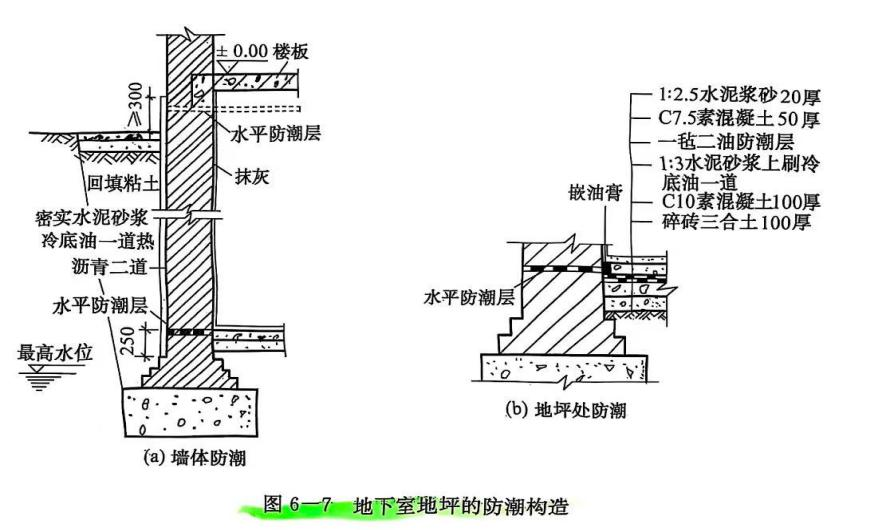 ± 0.00 楼板
≥300
水平防潮层
抹灰
回填粘土
密实水泥砂浆
冷底油一道热
沥青二道
水平防潮层
250
最高水位
(a) 墙体防潮
1:2.5水泥浆砂20厚
C7.5素混凝土50厚
一毡二油防潮层
1:3水泥砂浆上刷冷
底油一道
C10素混凝土100厚
碎砖三合土100厚
嵌油膏
水平防潮层
(b) 地坪处防潮
图 6—7 地下室地坪的防潮构造